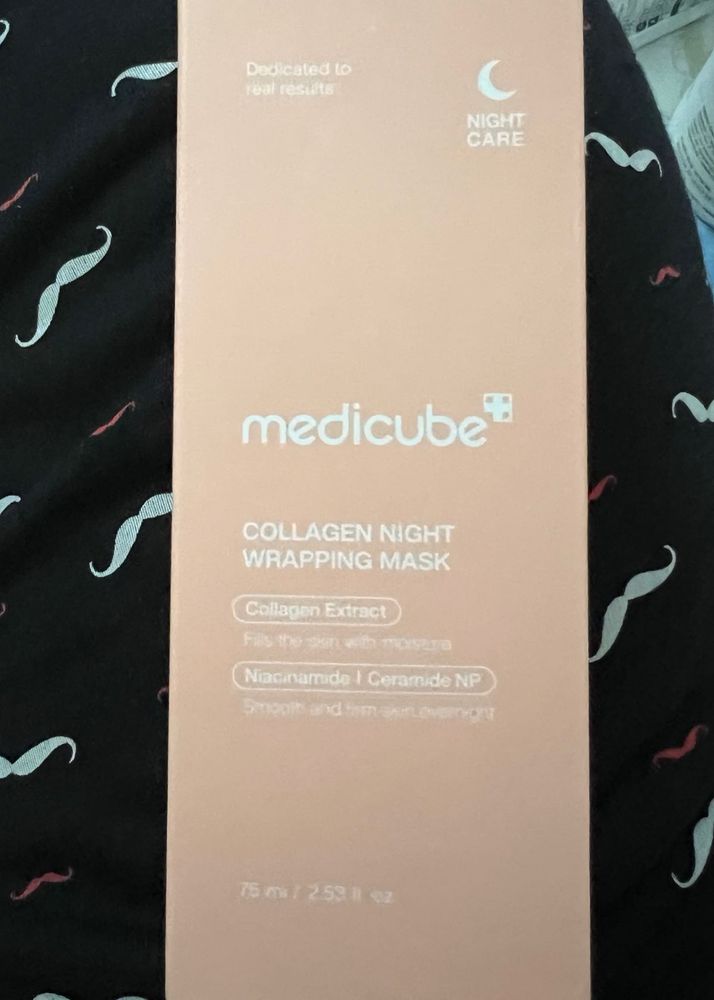 Dedicated to
real results
NIGHT
CARE
medicube
COLLAGEN NIGHT
WRAPPING MASK
Collagen Extract
Fills the skin with moisture
Niacinamide | Ceramide NP
Smooth and firm skin overnight
75 ml / 2.53 fl oz